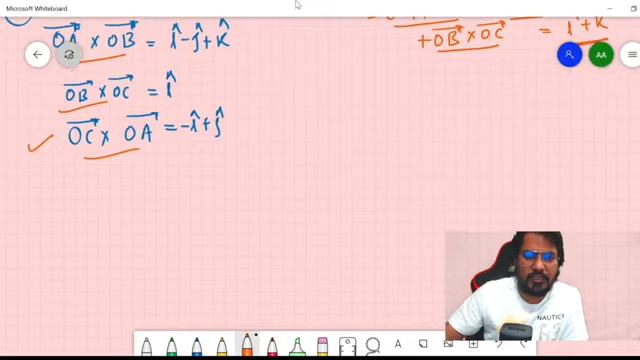 Microsoft Whiteboard
OA × OB = î - ĵ + k̂
+ OB × OC = î + k̂
OB × OC = î
OC × OA = -î + ĵ
AA
NAUTICA
A